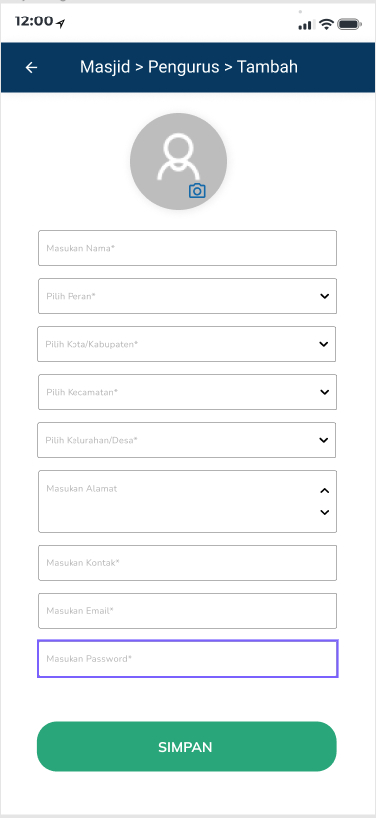 12:00
Masjid > Pengurus > Tambah
Masukan Nama*
Pilih Peran*
Pilih Kota/Kabupaten*
Pilih Kecamatan*
Pilih Kelurahan/Desa*
Masukan Alamat
Masukan Kontak*
Masukan Email*
Masukan Password*
SIMPAN